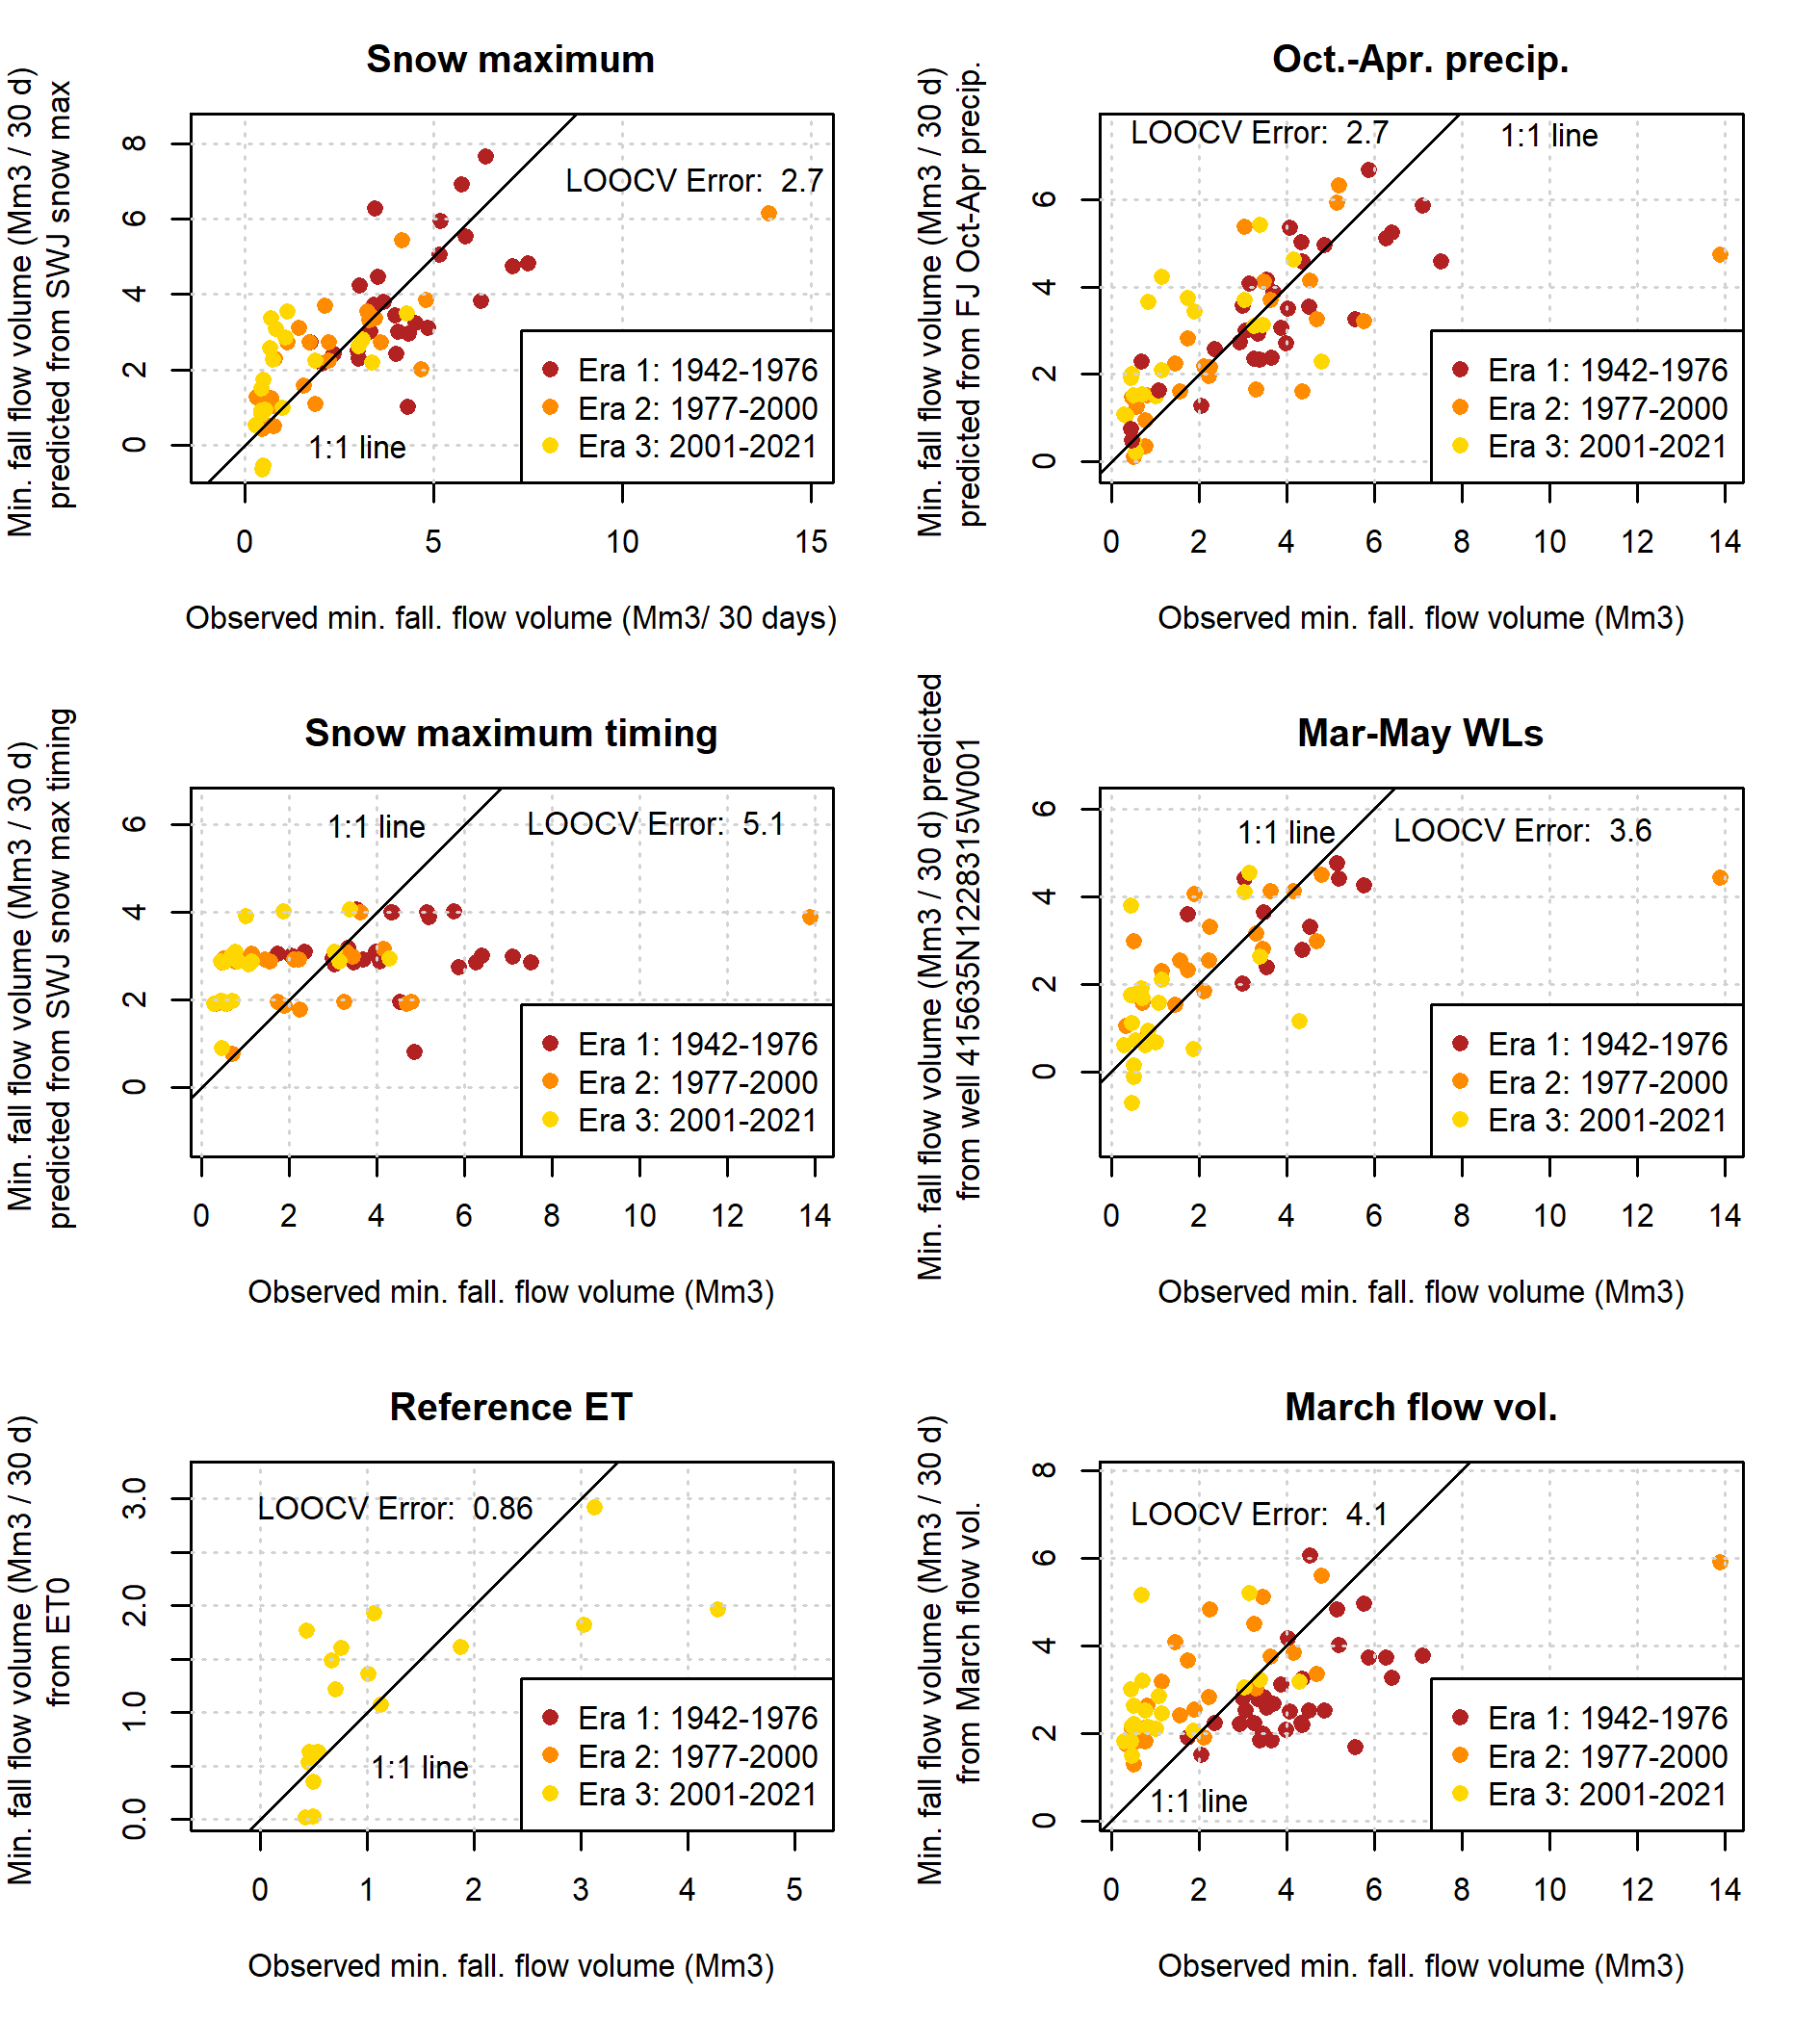 Snow maximum
Min. fall flow volume (Mm3 / 30 d)
predicted from SWJ snow max
8
6
4
2
0
LOOCV Error: 2.7
1:1 line
Era 1: 1942-1976
Era 2: 1977-2000
Era 3: 2001-2021
0 5 10 15
Observed min. fall. flow volume (Mm3/ 30 days)
Oct.-Apr. precip.
Min. fall flow volume (Mm3 / 30 d)
predicted from FJ Oct-Apr precip.
6
4
2
0
LOOCV Error: 2.7
1:1 line
Era 1: 1942-1976
Era 2: 1977-2000
Era 3: 2001-2021
0 2 4 6 8 10 12 14
Observed min. fall. flow volume (Mm3)
Snow maximum timing
Min. fall flow volume (Mm3 / 30 d)
predicted from SWJ snow max timing
6
4
2
0
1:1 line
LOOCV Error: 5.1
Era 1: 1942-1976
Era 2: 1977-2000
Era 3: 2001-2021
0 2 4 6 8 10 12 14
Observed min. fall. flow volume (Mm3)
Mar-May WLs
Min. fall flow volume (Mm3 / 30 d) predicted
from well 415635N1228315W001
6
4
2
0
1:1 line
LOOCV Error: 3.6
Era 1: 1942-1976
Era 2: 1977-2000
Era 3: 2001-2021
0 2 4 6 8 10 12 14
Observed min. fall. flow volume (Mm3)
Reference ET
Min. fall flow volume (Mm3 / 30 d)
from ET0
3.0
2.0
1.0
0.0
LOOCV Error: 0.86
1:1 line
Era 1: 1942-1976
Era 2: 1977-2000
Era 3: 2001-2021
0 1 2 3 4 5
Observed min. fall. flow volume (Mm3)
March flow vol.
Min. fall flow volume (Mm3 / 30 d)
from March flow vol.
8
6
4
2
0
LOOCV Error: 4.1
1:1 line
Era 1: 1942-1976
Era 2: 1977-2000
Era 3: 2001-2021
0 2 4 6 8 10 12 14
Observed min. fall. flow volume (Mm3)